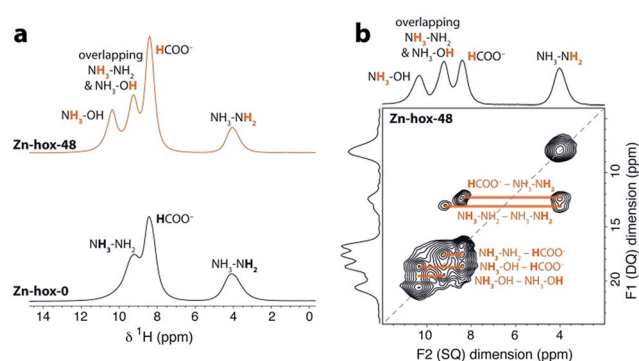 a
overlapping
NH₃-NH₂
& NH₃-OH
HCOO⁻
NH₃-OH
NH₃-NH₂
Zn-hox-48
HCOO⁻
NH₃-NH₂
NH₃-NH₂
Zn-hox-0
14 12 10 8 6 4 2 0
δ ¹H (ppm)
b
overlapping
NH₃-NH₂
& NH₃-OH
HCOO⁻
NH₃-NH₂
NH₃-OH
Zn-hox-48
HCOO⁻ – NH₃-NH₂
NH₃-NH₂ – NH₃-NH₂
NH₃-NH₂ – HCOO⁻
NH₃-OH – HCOO⁻
NH₃-OH – NH₃-OH
10
15
20
F1 (DQ) dimension (ppm)
10 8 6 4
F2 (SQ) dimension (ppm)